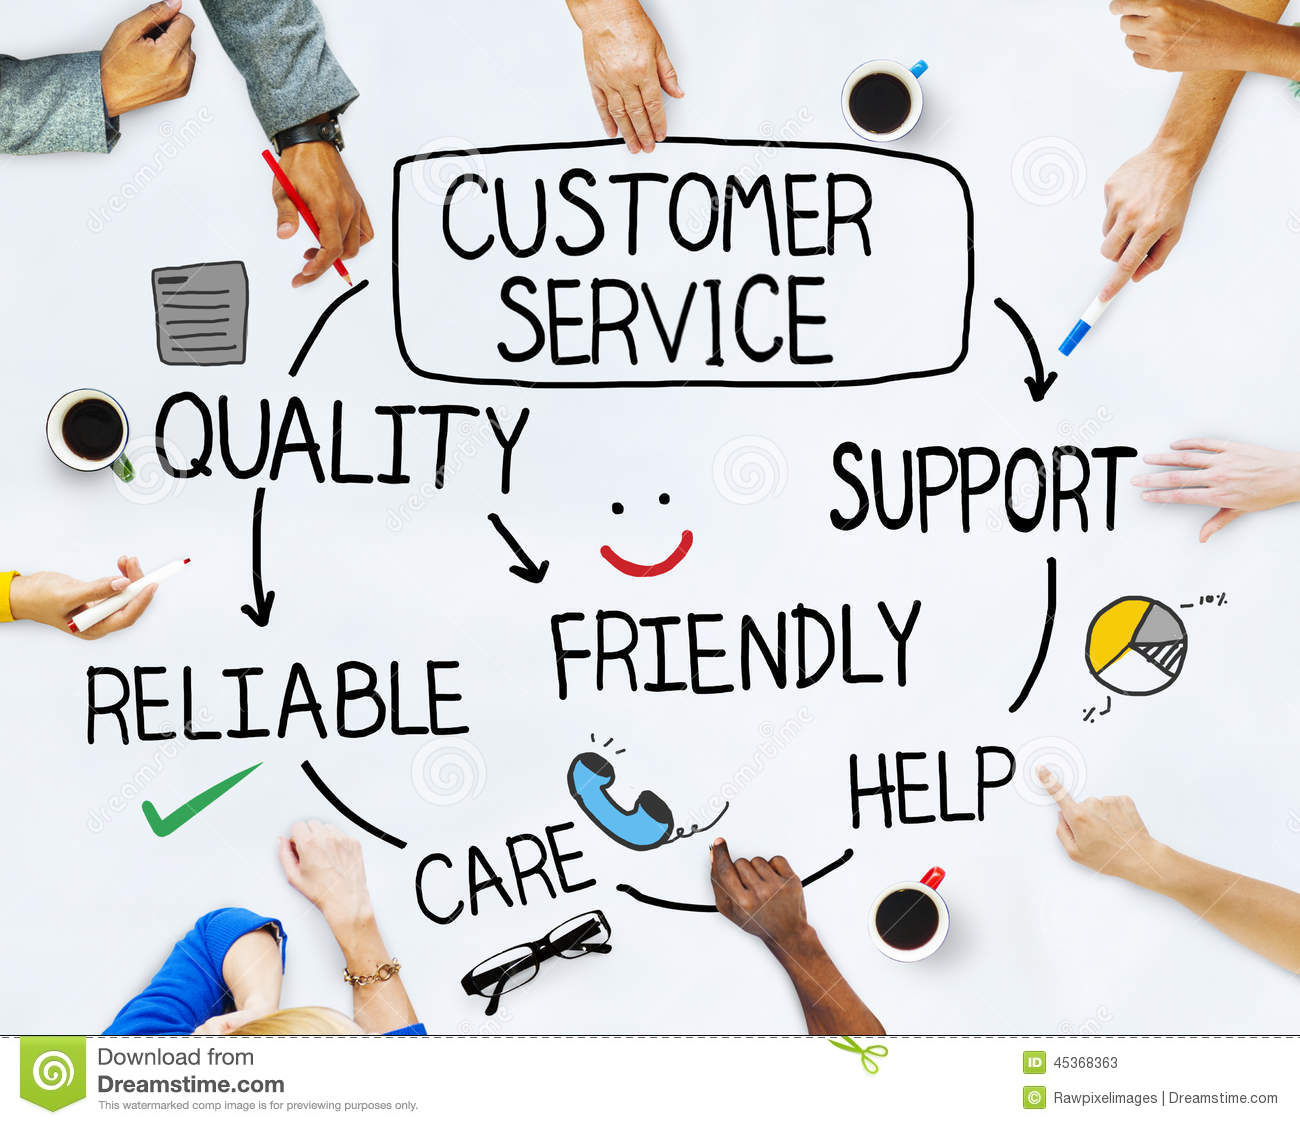 CUSTOMER
SERVICE
QUALITY
SUPPORT
10%
%
FRIENDLY
RELIABLE
HELP
CARE
dreamstime
Download from
Dreamstime.com
This watermarked comp image is for previewing purposes only.
ID 45368363
© Rawpixelimages | Dreamstime.com